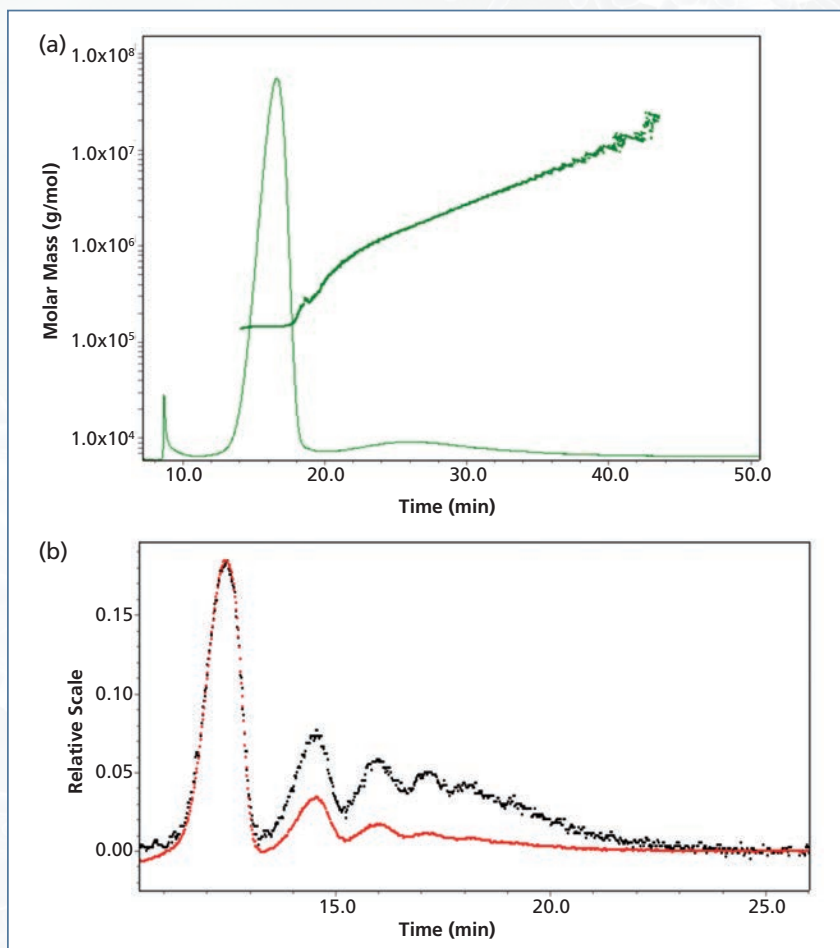 (a)
1.0x10⁸
1.0x10⁷
1.0x10⁶
1.0x10⁵
1.0x10⁴
Molar Mass (g/mol)
10.0 20.0 30.0 40.0 50.0
Time (min)
(b)
0.15
0.10
0.05
0.00
Relative Scale
15.0 20.0 25.0
Time (min)